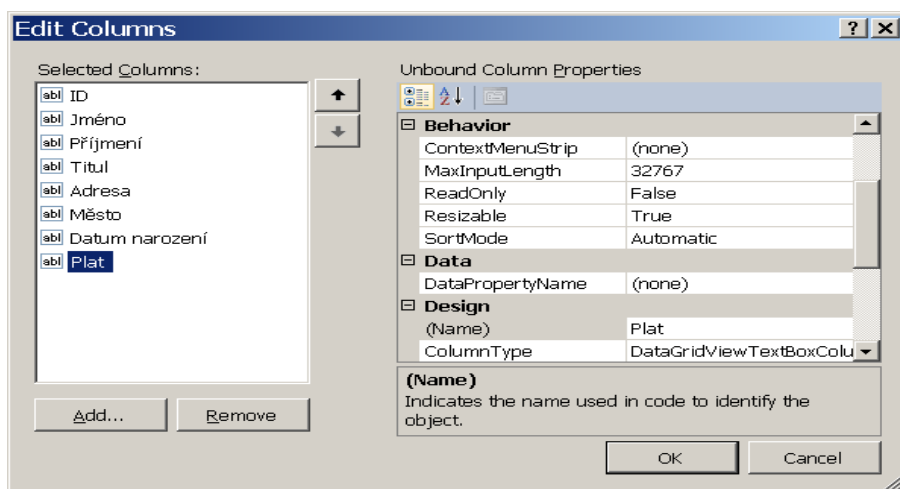 Edit Columns
Selected Columns:
ID
Jméno
Příjmení
Titul
Adresa
Město
Datum narození
Plat
Add...
Remove
Unbound Column Properties
Behavior
ContextMenuStrip (none)
MaxInputLength 32767
ReadOnly False
Resizable True
SortMode Automatic
Data
DataPropertyName (none)
Design
(Name) Plat
ColumnType DataGridViewTextBoxColu
(Name)
Indicates the name used in code to identify the
object.
OK
Cancel